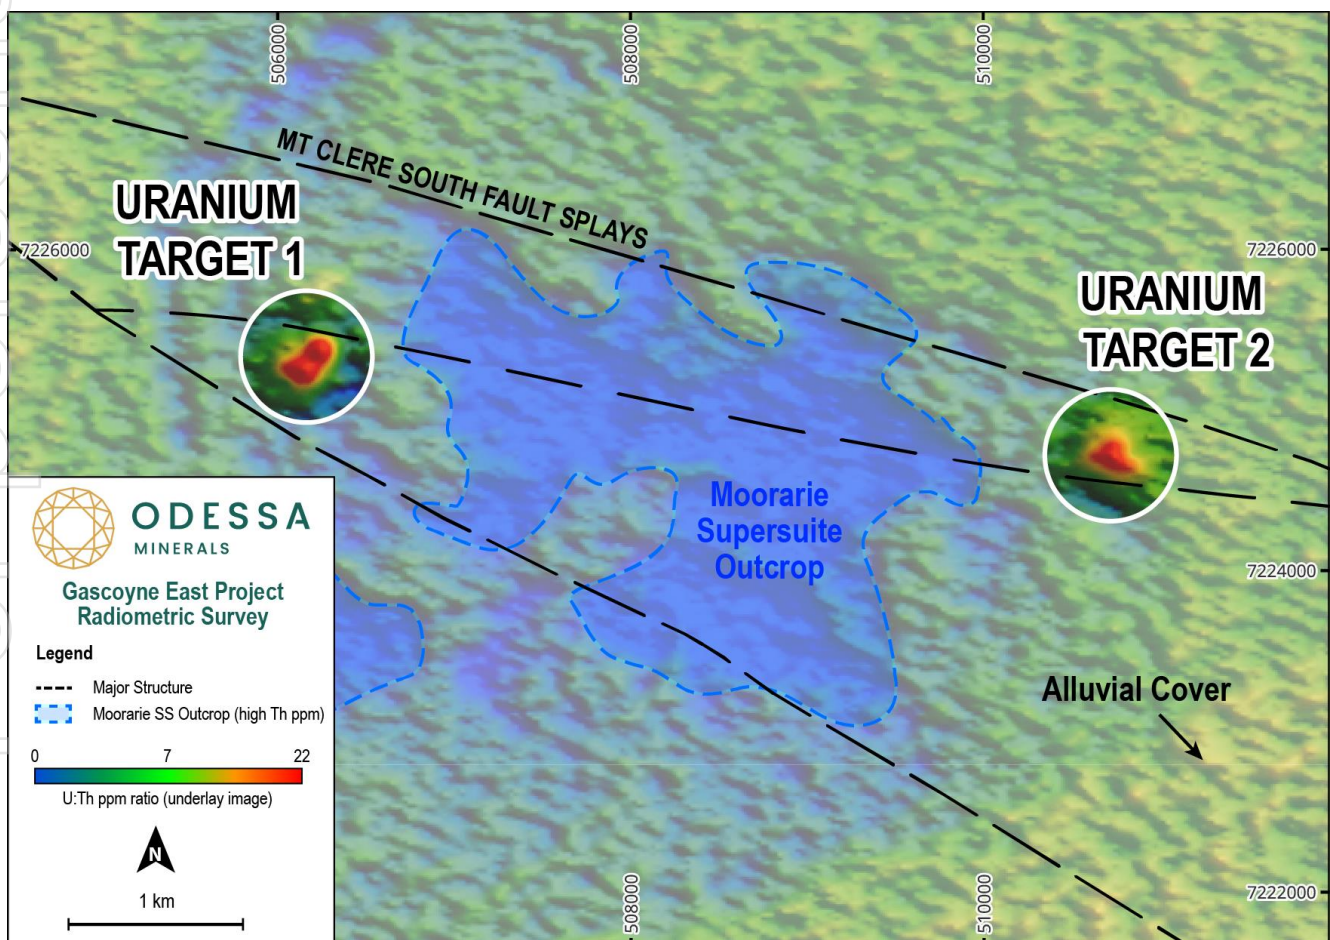 506000
508000
510000
MT CLERE SOUTH FAULT SPLAYS
URANIUM
TARGET 1
7226000
7226000
URANIUM
TARGET 2
Moorarie
Supersuite
Outcrop
7224000
Alluvial Cover
ODESSA
MINERALS
Gascoyne East Project
Radiometric Survey
Legend
Major Structure
Moorarie SS Outcrop (high Th ppm)
0 7 22
U:Th ppm ratio (underlay image)
N
1 km
508000
510000
7222000